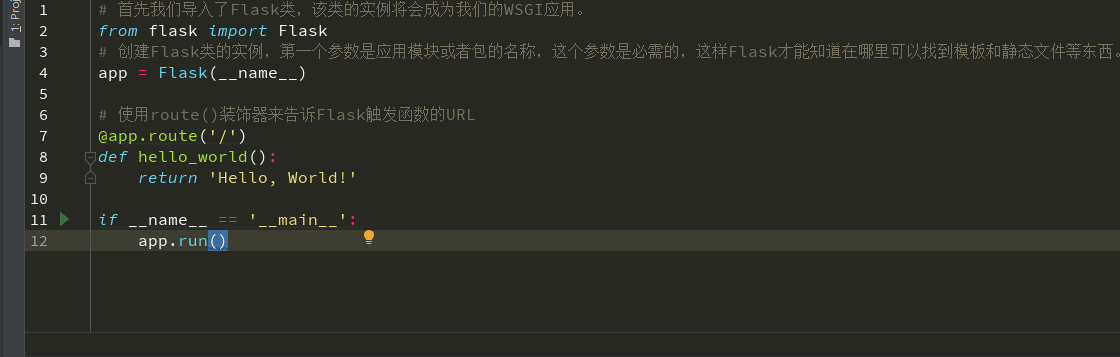 1: Proj
1 # 首先我们导入了Flask类，该类的实例将会成为我们的WSGI应用。
2 from flask import Flask
3 # 创建Flask类的实例，第一个参数是应用模块或者包的名称，这个参数是必需的，这样Flask才能知道在哪里可以找到模板和静态文件等东西。
4 app = Flask(__name__)
5
6 # 使用route()装饰器来告诉Flask触发函数的URL
7 @app.route('/')
8 def hello_world():
9 return 'Hello, World!'
10
11 if __name__ == '__main__':
12 app.run()